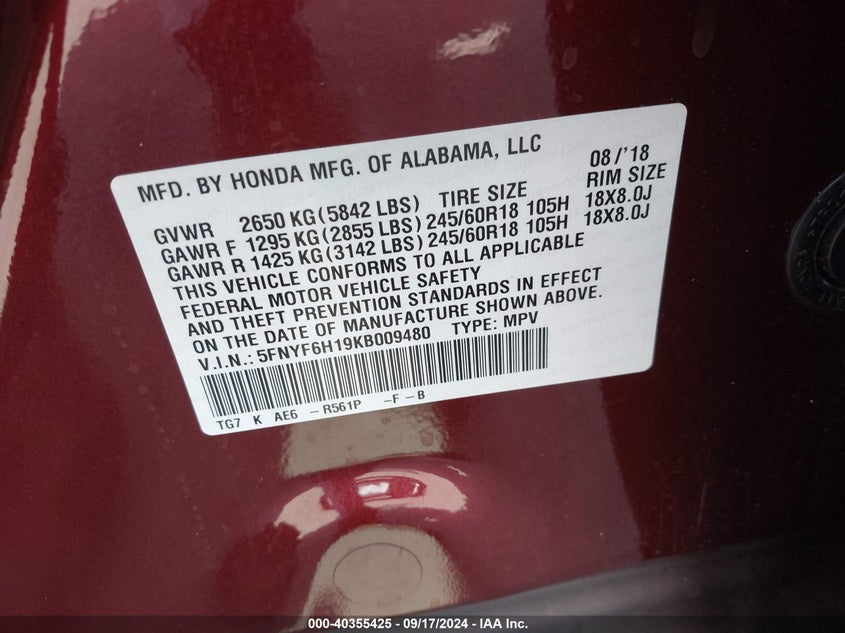 MFD. BY HONDA MFG. OF ALABAMA, LLC 08/'18
GVWR 2650 KG(5842 LBS) TIRE SIZE RIM SIZE
GAWR F 1295 KG(2855 LBS) 245/60R18 105H 18X8.0J
GAWR R 1425 KG(3142 LBS) 245/60R18 105H 18X8.0J
THIS VEHICLE CONFORMS TO ALL APPLICABLE
FEDERAL MOTOR VEHICLE SAFETY
AND THEFT PREVENTION STANDARDS IN EFFECT
ON THE DATE OF MANUFACTURE SHOWN ABOVE.
V.I.N.: 5FNYF6H19KB009480 TYPE: MPV
TG7 K AE6 -R561P -F-B
000-40355425 - 09/17/2024 - IAA Inc.